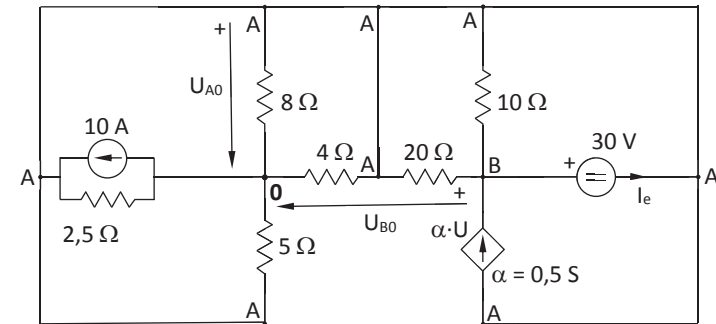 A A A
+
U_A0
8 Ω
10 Ω
10 A
30 V
4 Ω
20 Ω
A
A
B
+
A
0
+
I_e
2,5 Ω
U_B0
α·U
5 Ω
α = 0,5 S
A
A